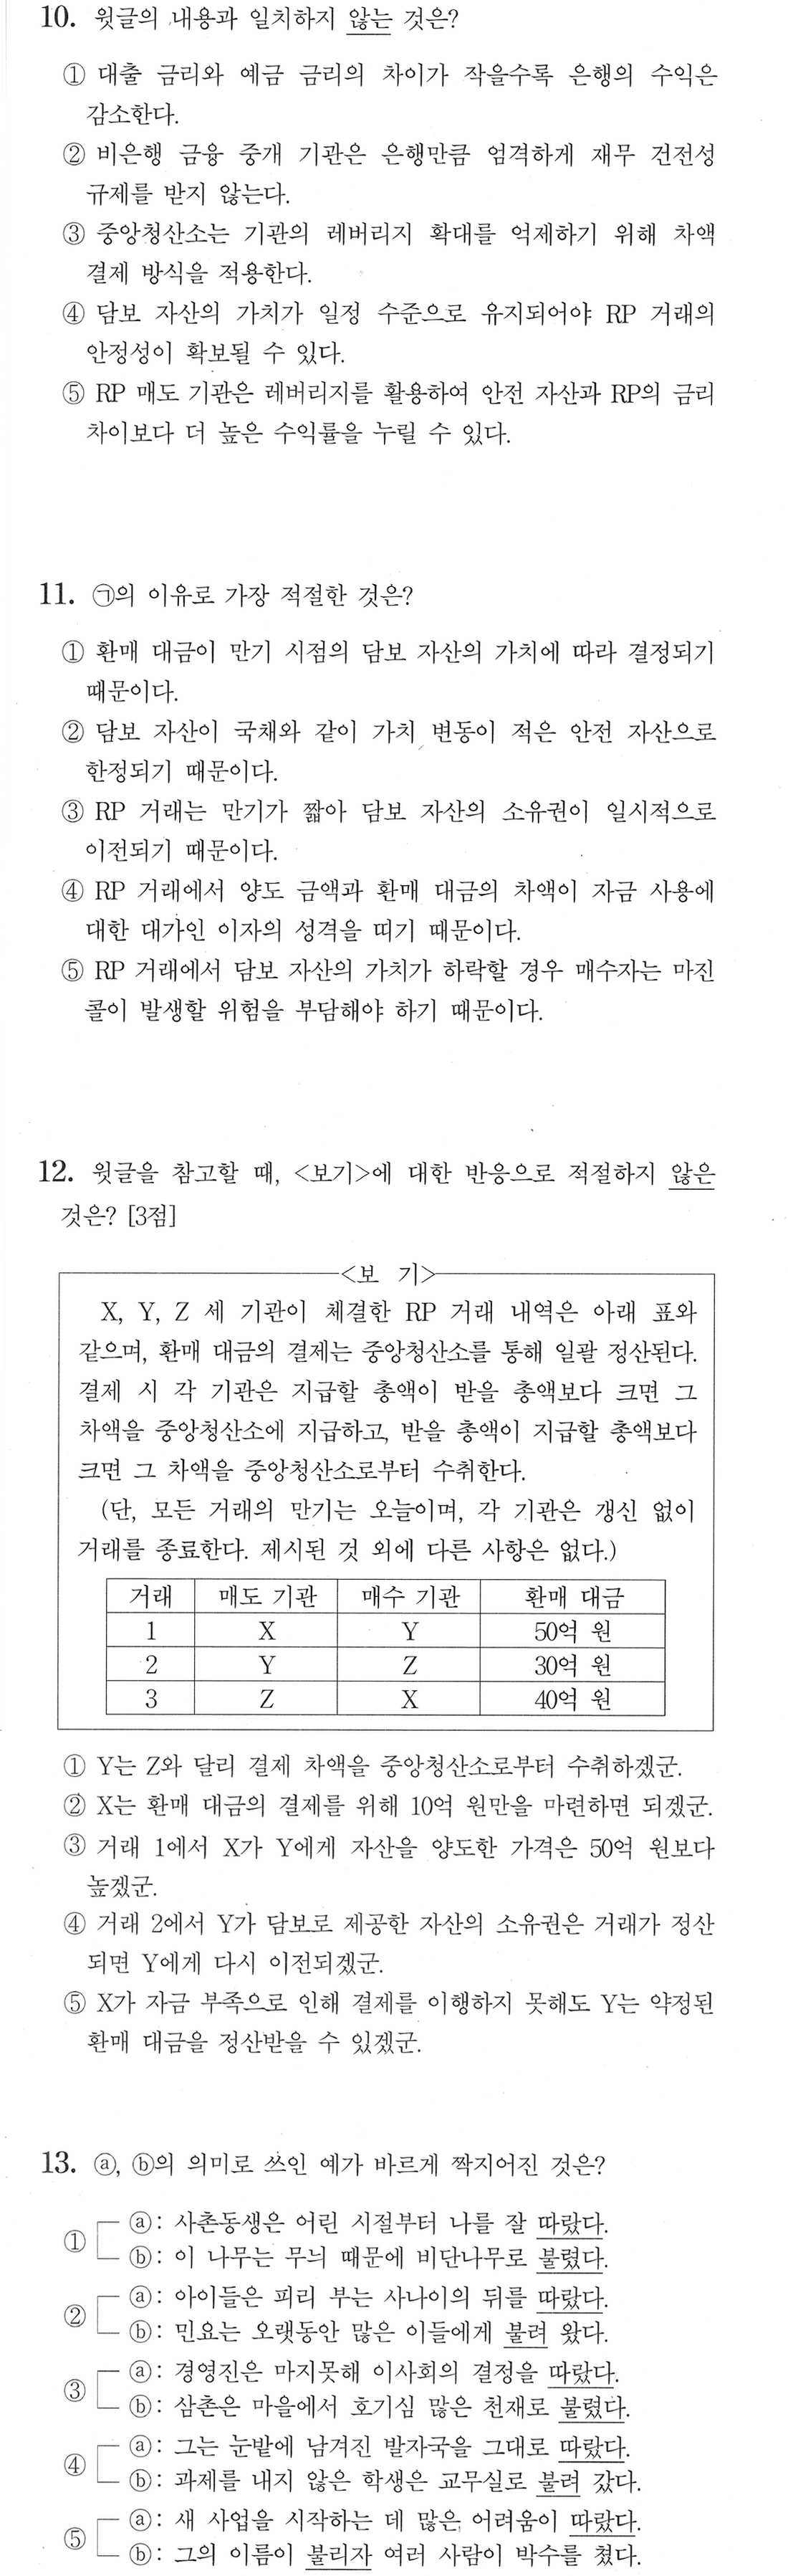 10. 윗글의 내용과 일치하지 않는 것은?
① 대출 금리와 예금 금리의 차이가 작을수록 은행의 수익은
감소한다.
② 비은행 금융 중개 기관은 은행만큼 엄격하게 재무 건전성
규제를 받지 않는다.
③ 중앙청산소는 기관의 레버리지 확대를 억제하기 위해 차액
결제 방식을 적용한다.
④ 담보 자산의 가치가 일정 수준으로 유지되어야 RP 거래의
안정성이 확보될 수 있다.
⑤ RP 매도 기관은 레버리지를 활용하여 안전 자산과 RP의 금리
차이보다 더 높은 수익률을 누릴 수 있다.
11. ㉠의 이유로 가장 적절한 것은?
① 환매 대금이 만기 시점의 담보 자산의 가치에 따라 결정되기
때문이다.
② 담보 자산이 국채와 같이 가치 변동이 적은 안전 자산으로
한정되기 때문이다.
③ RP 거래는 만기가 짧아 담보 자산의 소유권이 일시적으로
이전되기 때문이다.
④ RP 거래에서 양도 금액과 환매 대금의 차액이 자금 사용에
대한 대가인 이자의 성격을 띠기 때문이다.
⑤ RP 거래에서 담보 자산의 가치가 하락할 경우 매수자는 마진
콜이 발생할 위험을 부담해야 하기 때문이다.
12. 윗글을 참고할 때, <보기>에 대한 반응으로 적절하지 않은
것은? [3점]
<보 기>
X, Y, Z 세 기관이 체결한 RP 거래 내역은 아래 표와
같으며, 환매 대금의 결제는 중앙청산소를 통해 일괄 정산된다.
결제 시 각 기관은 지급할 총액이 받을 총액보다 크면 그
차액을 중앙청산소에 지급하고, 받을 총액이 지급할 총액보다
크면 그 차액을 중앙청산소로부터 수취한다.
(단, 모든 거래의 만기는 오늘이며, 각 기관은 갱신 없이
거래를 종료한다. 제시된 것 외에 다른 사항은 없다.)
거래 매도 기관 매수 기관 환매 대금
1 X Y 50억 원
2 Y Z 30억 원
3 Z X 40억 원
① Y는 Z와 달리 결제 차액을 중앙청산소로부터 수취하겠군.
② X는 환매 대금의 결제를 위해 10억 원만을 마련하면 되겠군.
③ 거래 1에서 X가 Y에게 자산을 양도한 가격은 50억 원보다
높겠군.
④ 거래 2에서 Y가 담보로 제공한 자산의 소유권은 거래가 정산
되면 Y에게 다시 이전되겠군.
⑤ X가 자금 부족으로 인해 결제를 이행하지 못해도 Y는 약정된
환매 대금을 정산받을 수 있겠군.
13. ⓐ, ⓑ의 의미로 쓰인 예가 바르게 짝지어진 것은?
① ⓐ: 사촌동생은 어린 시절부터 나를 잘 따랐다.
ⓑ: 이 나무는 무늬 때문에 비단나무로 불렸다.
② ⓐ: 아이들은 피리 부는 사나이의 뒤를 따랐다.
ⓑ: 민요는 오랫동안 많은 이들에게 불려 왔다.
③ ⓐ: 경영진은 마지못해 이사회의 결정을 따랐다.
ⓑ: 삼촌은 마을에서 호기심 많은 천재로 불렸다.
④ ⓐ: 그는 눈밭에 남겨진 발자국을 그대로 따랐다.
ⓑ: 과제를 내지 않은 학생은 교무실로 불려 갔다.
⑤ ⓐ: 새 사업을 시작하는 데 많은 어려움이 따랐다.
ⓑ: 그의 이름이 불리자 여러 사람이 박수를 쳤다.